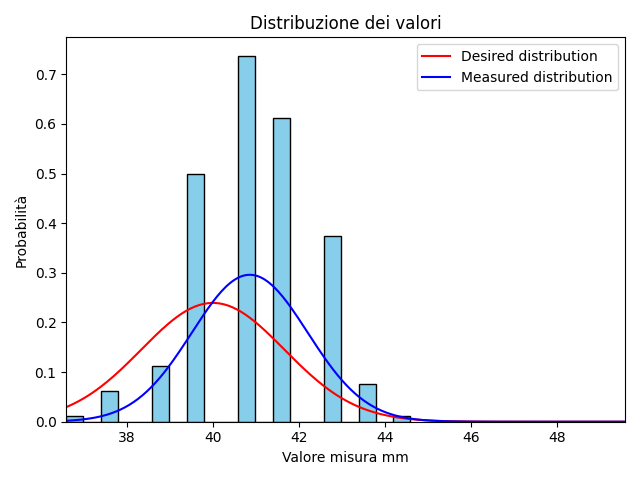 Distribuzione dei valori
Desired distribution
Measured distribution
Probabilità
0.7
0.6
0.5
0.4
0.3
0.2
0.1
0.0
38 40 42 44 46 48
Valore misura mm